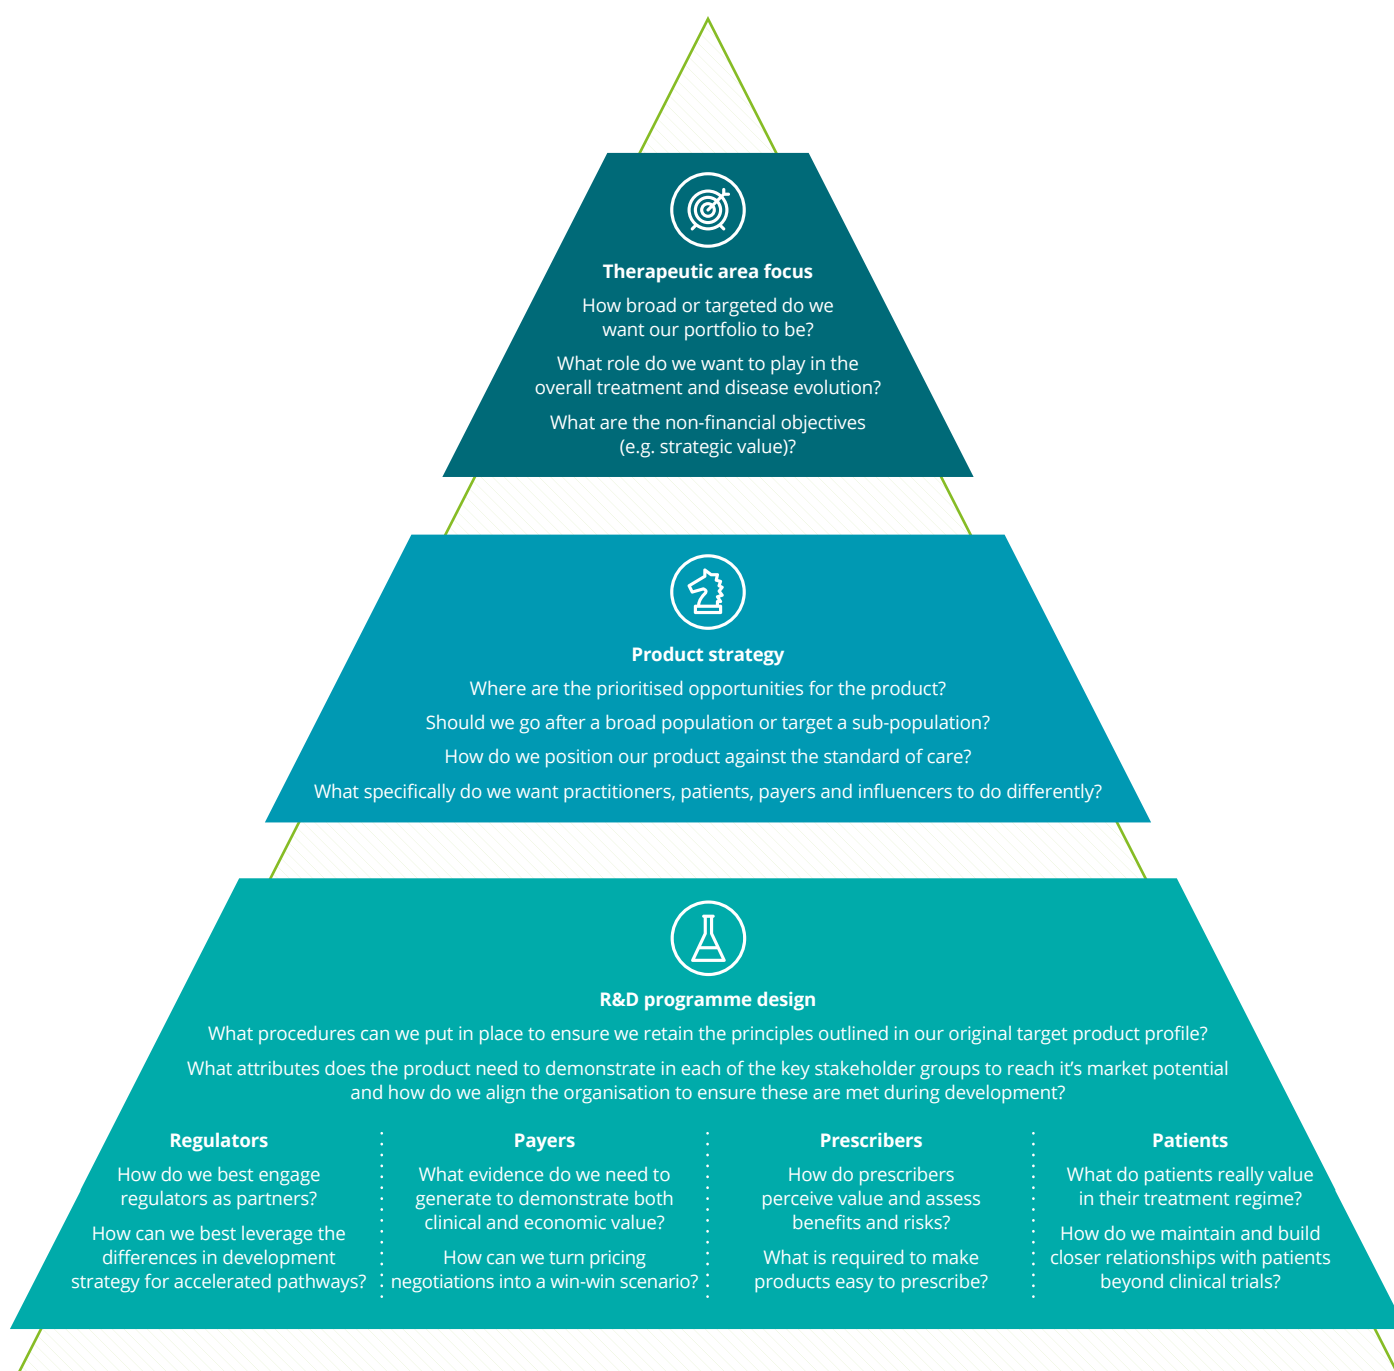 Therapeutic area focus
How broad or targeted do we
want our portfolio to be?
What role do we want to play in the
overall treatment and disease evolution?
What are the non-financial objectives
(e.g. strategic value)?
Product strategy
Where are the prioritised opportunities for the product?
Should we go after a broad population or target a sub-population?
How do we position our product against the standard of care?
What specifically do we want practitioners, patients, payers and influencers to do differently?
R&D programme design
What procedures can we put in place to ensure we retain the principles outlined in our original target product profile?
What attributes does the product need to demonstrate in each of the key stakeholder groups to reach it’s market potential
and how do we align the organisation to ensure these are met during development?
Regulators
How do we best engage
regulators as partners?
How can we best leverage the
differences in development
strategy for accelerated pathways?
Payers
What evidence do we need to
generate to demonstrate both
clinical and economic value?
How can we turn pricing
negotiations into a win-win scenario?
Prescribers
How do prescribers
perceive value and assess
benefits and risks?
What is required to make
products easy to prescribe?
Patients
What do patients really value
in their treatment regime?
How do we maintain and build
closer relationships with patients
beyond clinical trials?